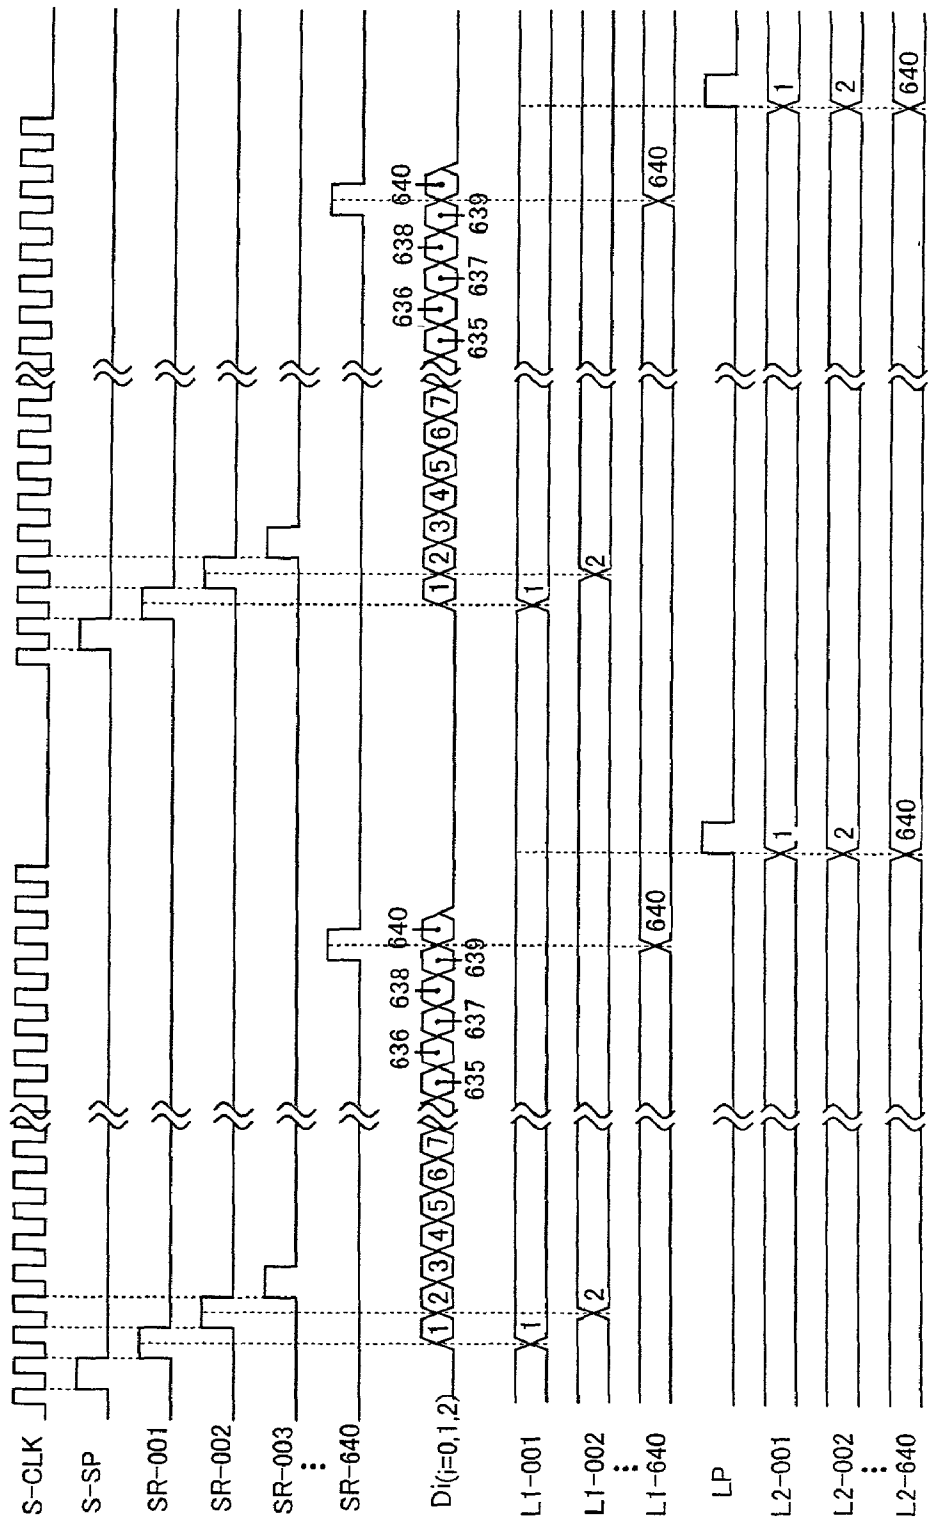 S-CLK
S-SP
SR-001
SR-002
SR-003
SR-640
Di(i=0,1,2)
1 2 3 4 5 6 7
635 636 637 638 639 640
1 2 3 4 5 6 7
635 636 637 638 639 640
L1-001
1
1
L1-002
2
2
L1-640
640
640
LP
L2-001
1
1
L2-002
2
2
L2-640
640
640